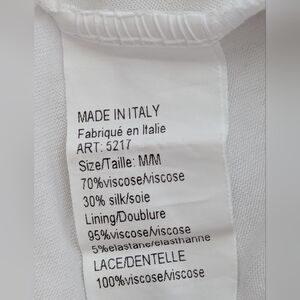 MADE IN ITALY
Fabriqué en Italie
ART: 5217
Size/Taille: M/M
70%viscose/viscose
30% silk/soie
Lining/Doublure
95%viscose/viscose
5%elastane/elasthanne
LACE/DENTELLE
100%viscose/viscose